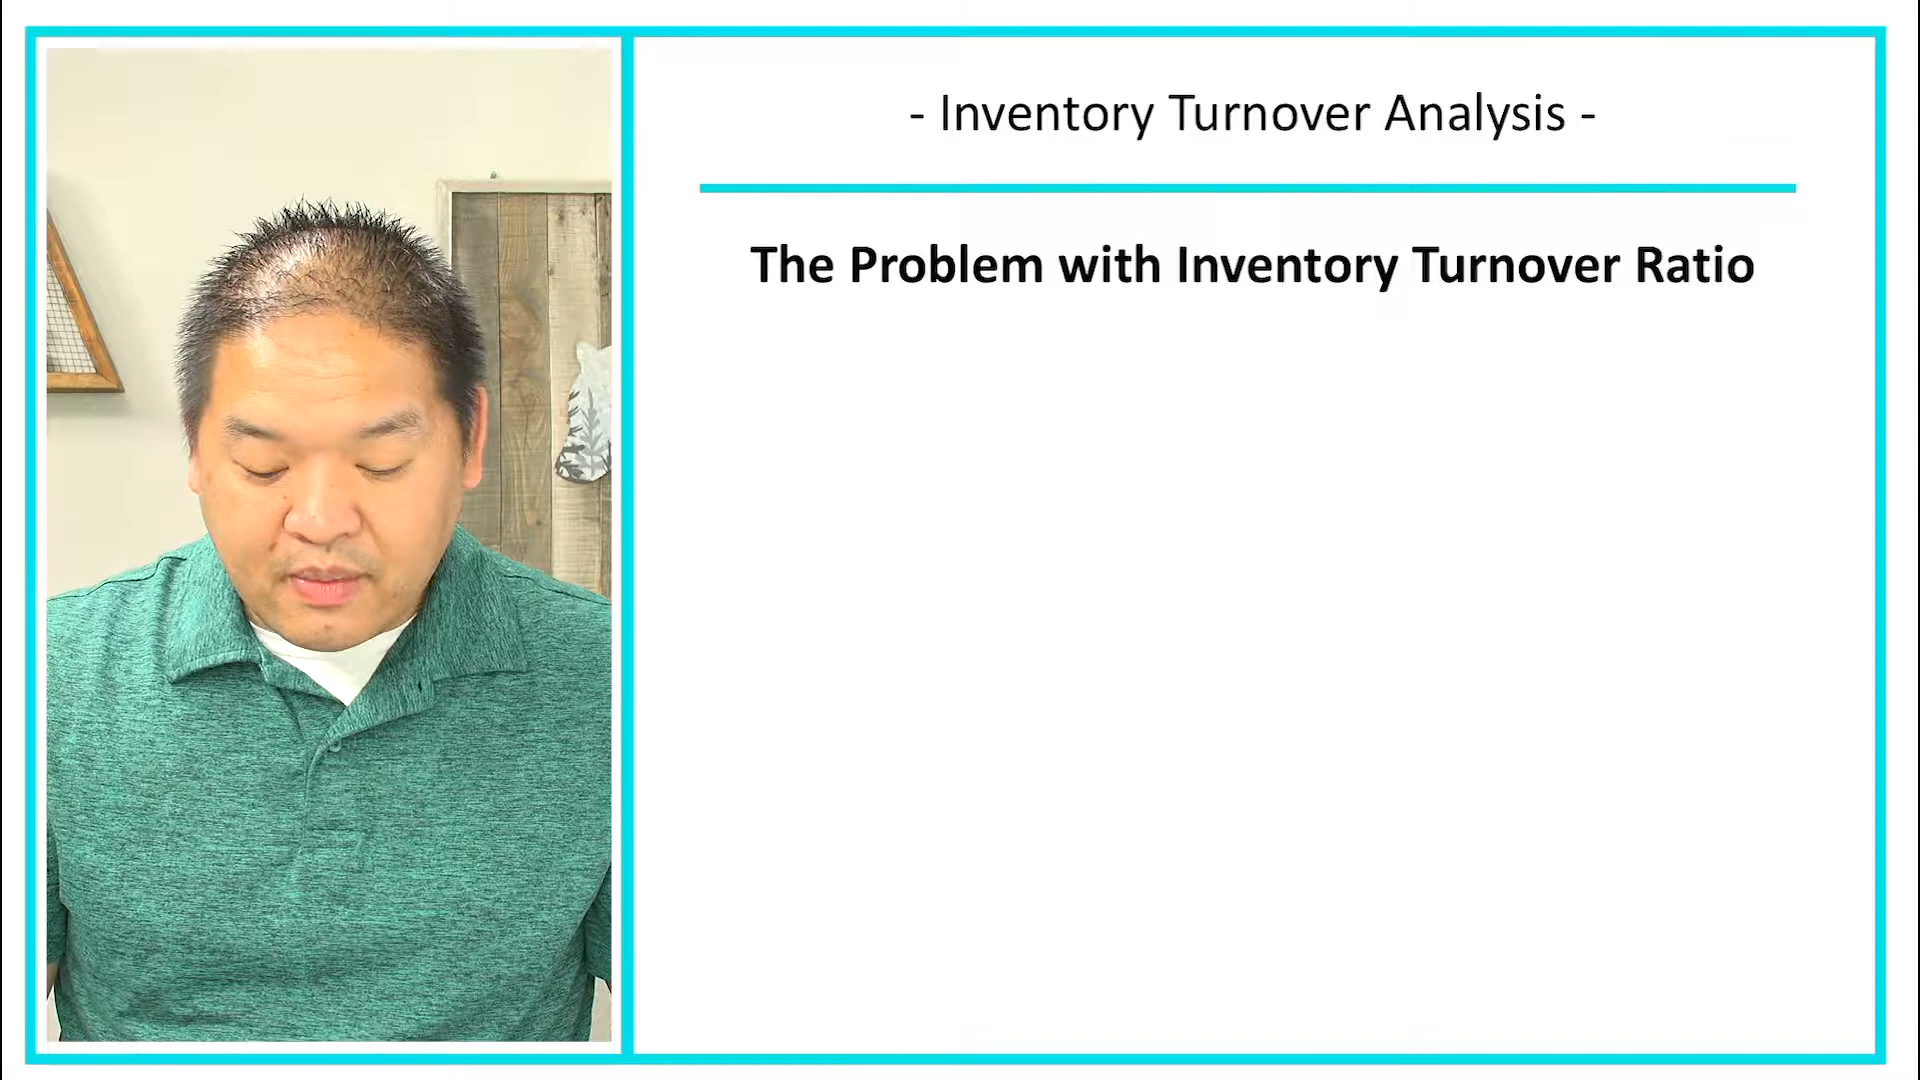 - Inventory Turnover Analysis -
The Problem with Inventory Turnover Ratio